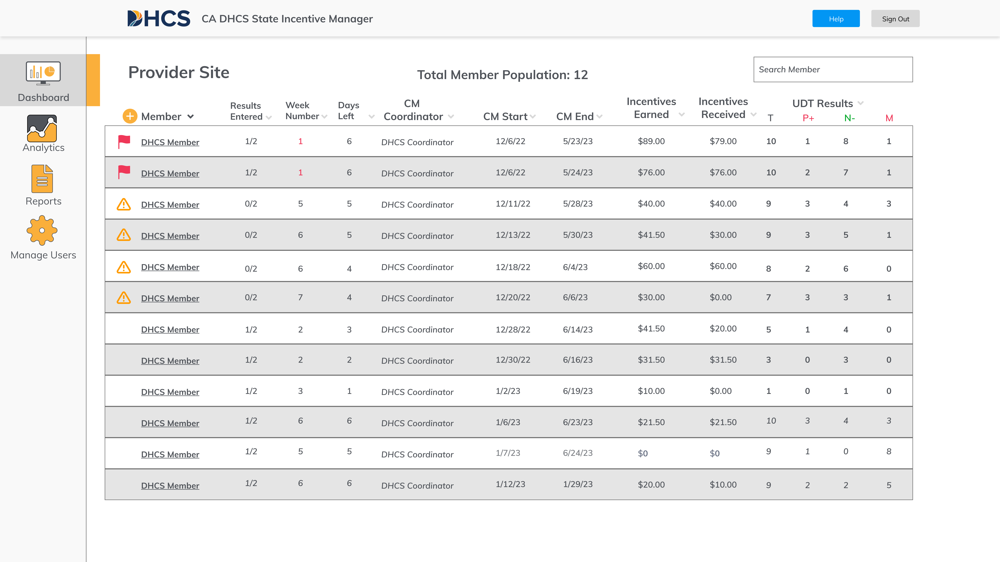 DHCS CA DHCS State Incentive Manager Help Sign Out
Dashboard
Analytics
Reports
Manage Users
Provider Site Total Member Population: 12 Search Member
Member Results Entered Week Number Days Left CM Coordinator CM Start CM End Incentives Earned Incentives Received UDT Results
T P+ N- M
DHCS Member 1/2 1 6 DHCS Coordinator 12/6/22 5/23/23 $89.00 $79.00 10 1 8 1
DHCS Member 1/2 1 6 DHCS Coordinator 12/6/22 5/24/23 $76.00 $76.00 10 2 7 1
DHCS Member 0/2 5 5 DHCS Coordinator 12/11/22 5/28/23 $40.00 $40.00 9 3 4 3
DHCS Member 0/2 6 5 DHCS Coordinator 12/13/22 5/30/23 $41.50 $30.00 9 3 5 1
DHCS Member 0/2 6 4 DHCS Coordinator 12/18/22 6/4/23 $60.00 $60.00 8 2 6 0
DHCS Member 0/2 7 4 DHCS Coordinator 12/20/22 6/6/23 $30.00 $0.00 7 3 3 1
DHCS Member 1/2 2 3 DHCS Coordinator 12/28/22 6/14/23 $41.50 $20.00 5 1 4 0
DHCS Member 1/2 2 2 DHCS Coordinator 12/30/22 6/16/23 $31.50 $31.50 3 0 3 0
DHCS Member 1/2 3 1 DHCS Coordinator 1/2/23 6/19/23 $10.00 $0.00 1 0 1 0
DHCS Member 1/2 6 6 DHCS Coordinator 1/6/23 6/23/23 $21.50 $21.50 10 3 4 3
DHCS Member 1/2 5 5 DHCS Coordinator 1/7/23 6/24/23 $0 $0 9 1 0 8
DHCS Member 1/2 6 6 DHCS Coordinator 1/12/23 1/29/23 $20.00 $10.00 9 2 2 5